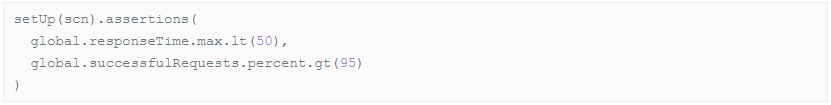 setUp(scn).assertions(
  global.responseTime.max.lt(50),
  global.successfulRequests.percent.gt(95)
)